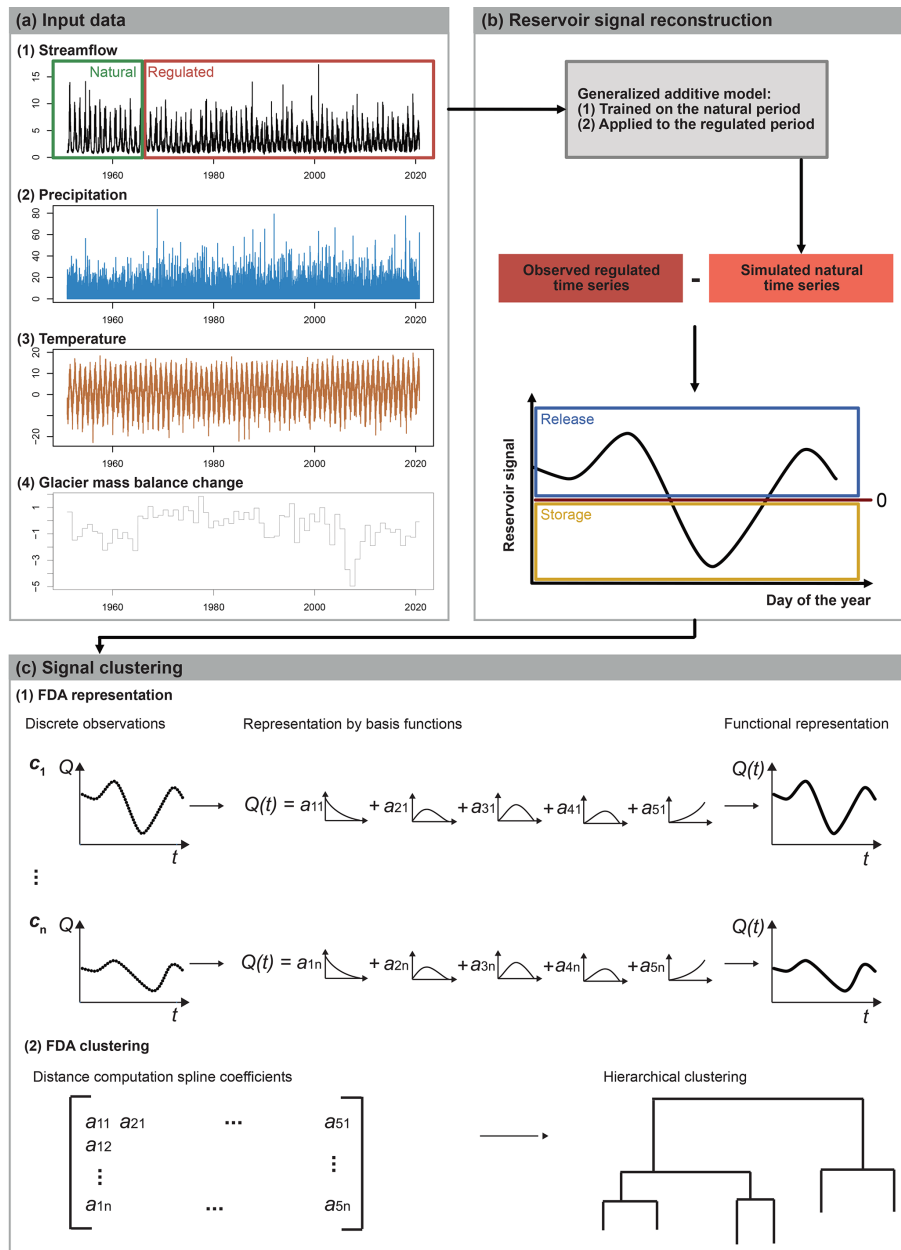 (a) Input data
(1) Streamflow
Natural
Regulated
15
10
5
0
1960
1980
2000
2020
(2) Precipitation
80
60
40
20
0
1960
1980
2000
2020
(3) Temperature
20
10
0
−20
1960
1980
2000
2020
(4) Glacier mass balance change
1
−1
−3
−5
1960
1980
2000
2020
(b) Reservoir signal reconstruction
Generalized additive model:
(1) Trained on the natural period
(2) Applied to the regulated period
Observed regulated
time series
-
Simulated natural
time series
Reservoir signal
Release
0
Storage
Day of the year
(c) Signal clustering
(1) FDA representation
Discrete observations
Representation by basis functions
Functional representation
c1
Q
t
Q(t) = a11 + a21 + a31 + a41 + a51
Q(t)
t
⋮
cn
Q
t
Q(t) = a1n + a2n + a3n + a4n + a5n
Q(t)
t
(2) FDA clustering
Distance computation spline coefficients
Hierarchical clustering
a11 a21 ... a51
a12
⋮ ⋮
a1n ... a5n